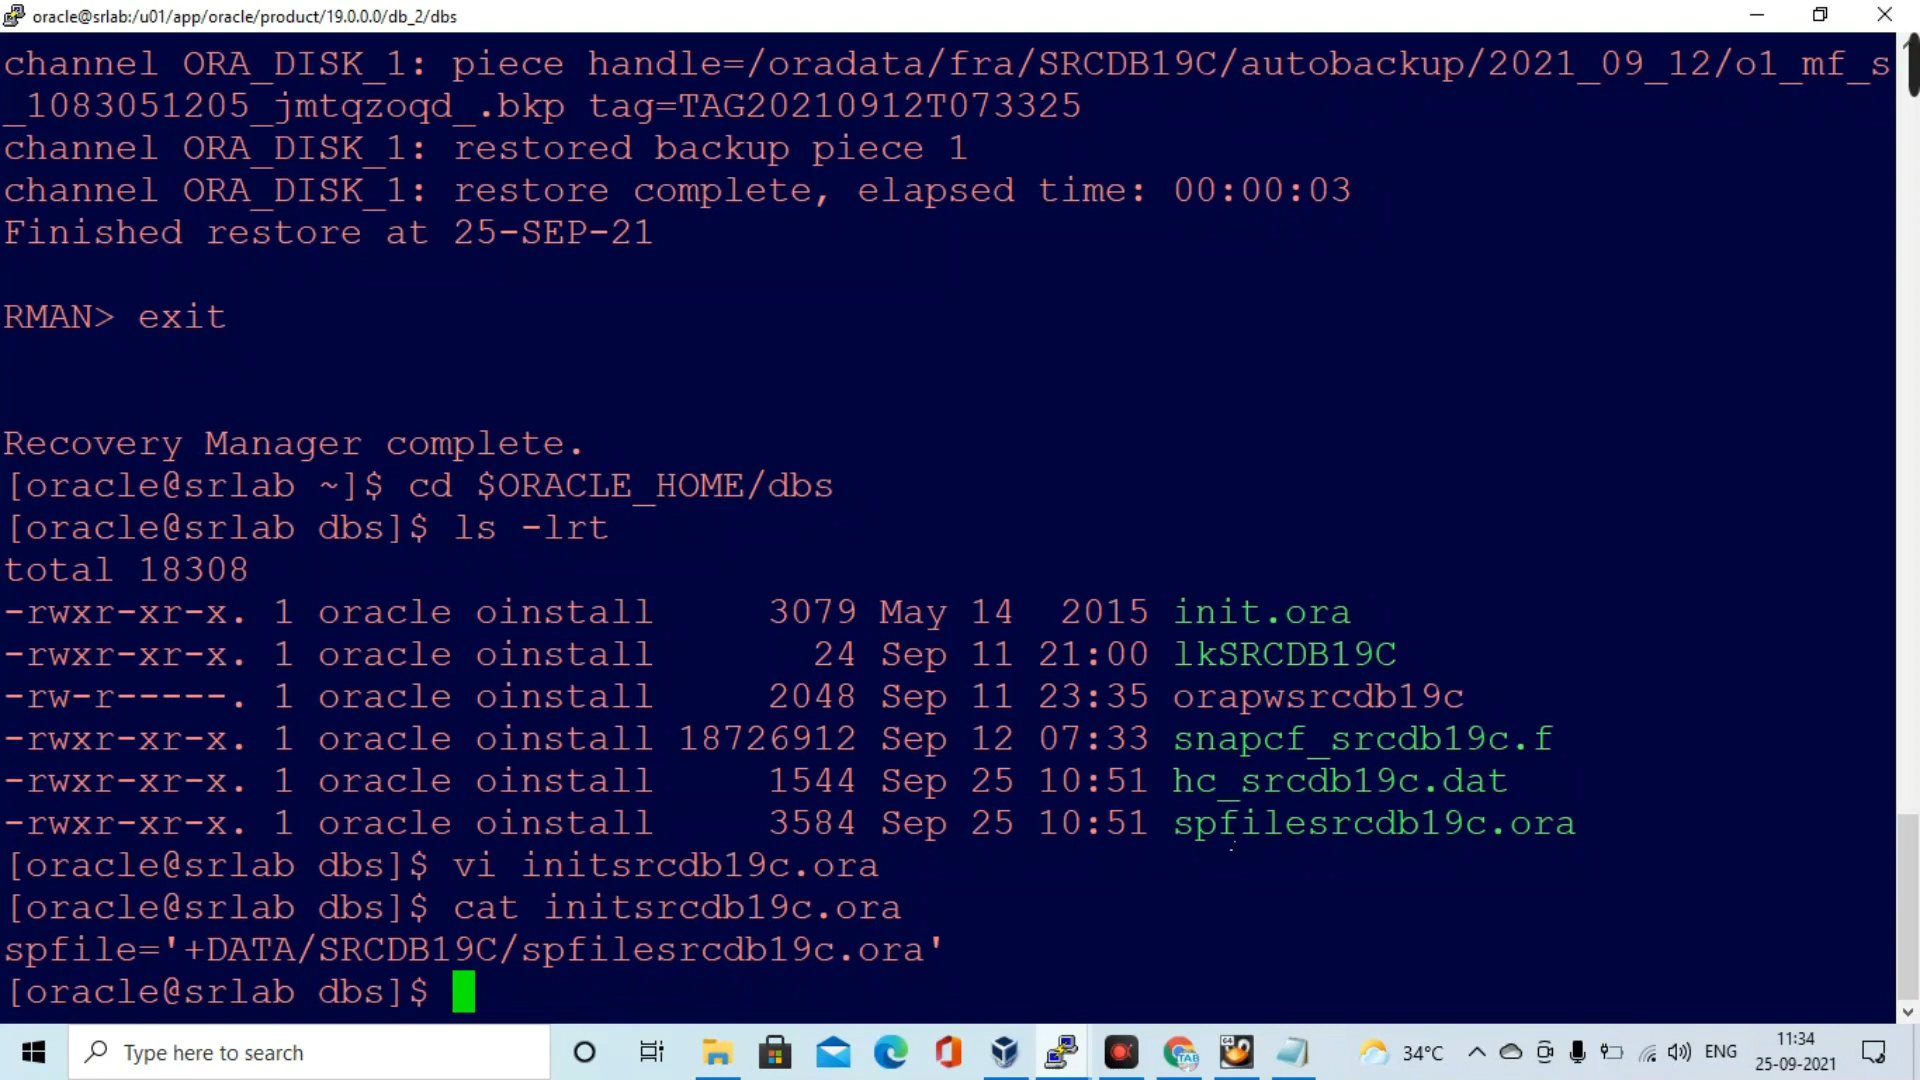 oracle@srlab:/u01/app/oracle/product/19.0.0.0/db_2/dbs
channel ORA_DISK_1: piece handle=/oradata/fra/SRCDB19C/autobackup/2021_09_12/o1_mf_s
_1083051205_jmtqzoqd_.bkp tag=TAG20210912T073325
channel ORA_DISK_1: restored backup piece 1
channel ORA_DISK_1: restore complete, elapsed time: 00:00:03
Finished restore at 25-SEP-21
RMAN> exit
Recovery Manager complete.
[oracle@srlab ~]$ cd $ORACLE_HOME/dbs
[oracle@srlab dbs]$ ls -lrt
total 18308
-rwxr-xr-x. 1 oracle oinstall     3079 May 14  2015 init.ora
-rwxr-xr-x. 1 oracle oinstall       24 Sep 11 21:00 lkSRCDB19C
-rw-r-----. 1 oracle oinstall     2048 Sep 11 23:35 orapwsrcdb19c
-rwxr-xr-x. 1 oracle oinstall 18726912 Sep 12 07:33 snapcf_srcdb19c.f
-rwxr-xr-x. 1 oracle oinstall     1544 Sep 25 10:51 hc_srcdb19c.dat
-rwxr-xr-x. 1 oracle oinstall     3584 Sep 25 10:51 spfilesrcdb19c.ora
[oracle@srlab dbs]$ vi initsrcdb19c.ora
[oracle@srlab dbs]$ cat initsrcdb19c.ora
spfile='+DATA/SRCDB19C/spfilesrcdb19c.ora'
[oracle@srlab dbs]$
Type here to search
TAB
64
34°C
ENG
11:34
25-09-2021